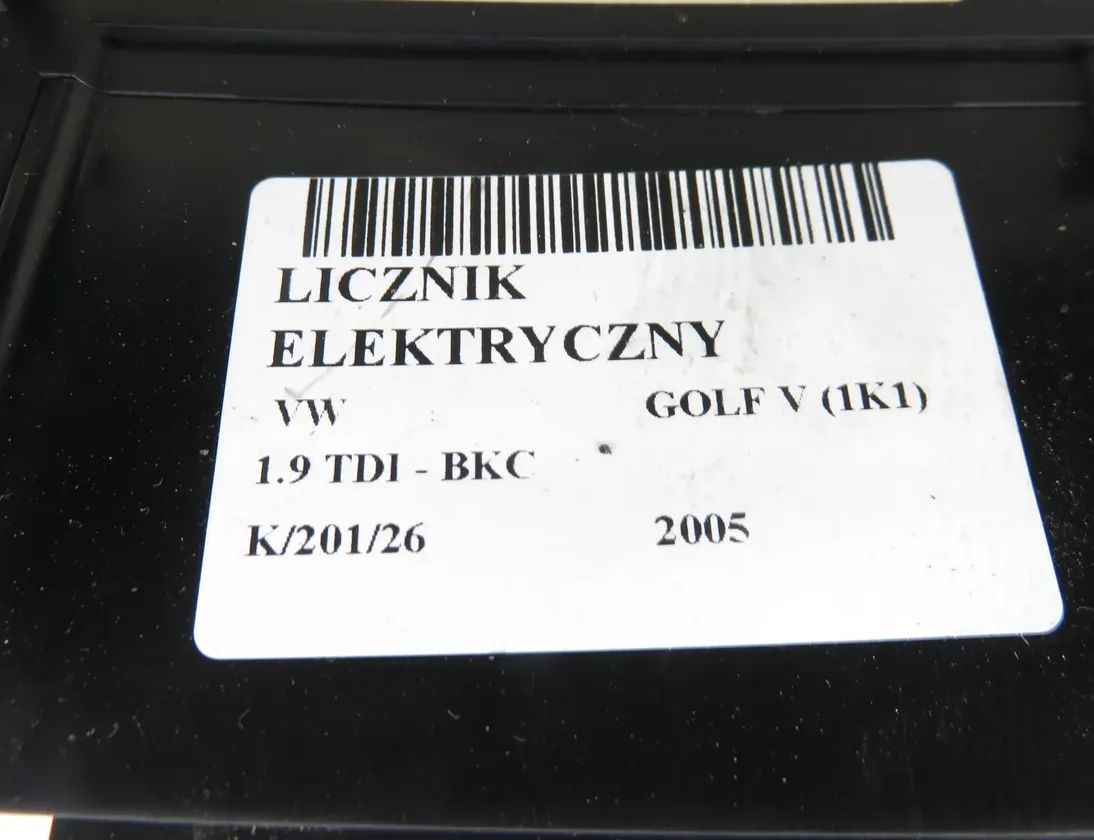 LICZNIK
ELEKTRYCZNY
VW GOLF V (1K1)
1.9 TDI - BKC
K/201/26 2005